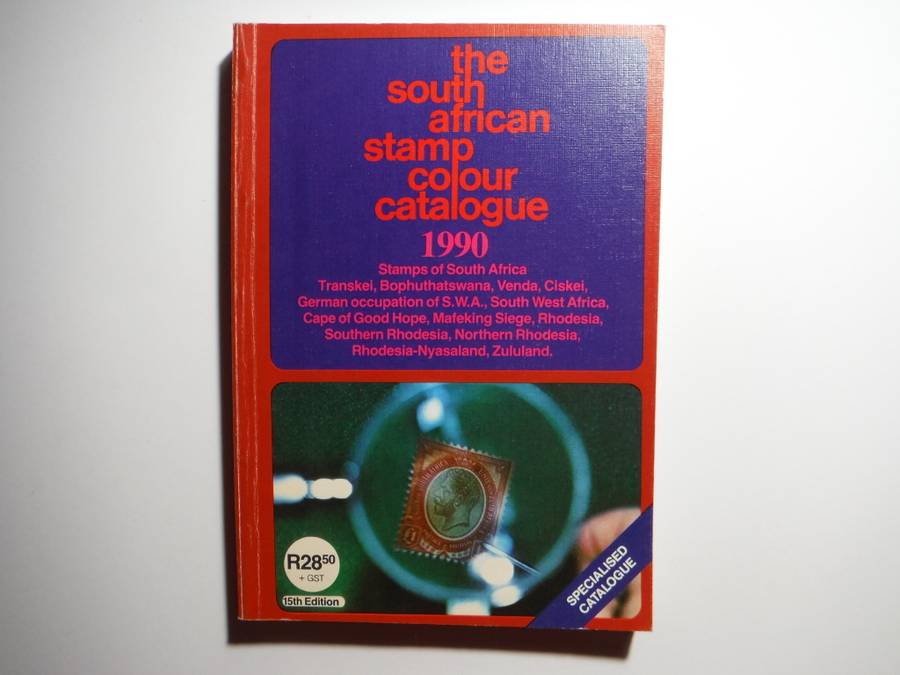 the
south
african
stamp
colour
catalogue
1990
Stamps of South Africa
Transkei, Bophuthatswana, Venda, Ciskei,
German occupation of S.W.A., South West Africa,
Cape of Good Hope, Mafeking Siege, Rhodesia,
Southern Rhodesia, Northern Rhodesia,
Rhodesia-Nyasaland, Zululand.
R28⁵⁰
+ GST
15th Edition
SPECIALISED
CATALOGUE